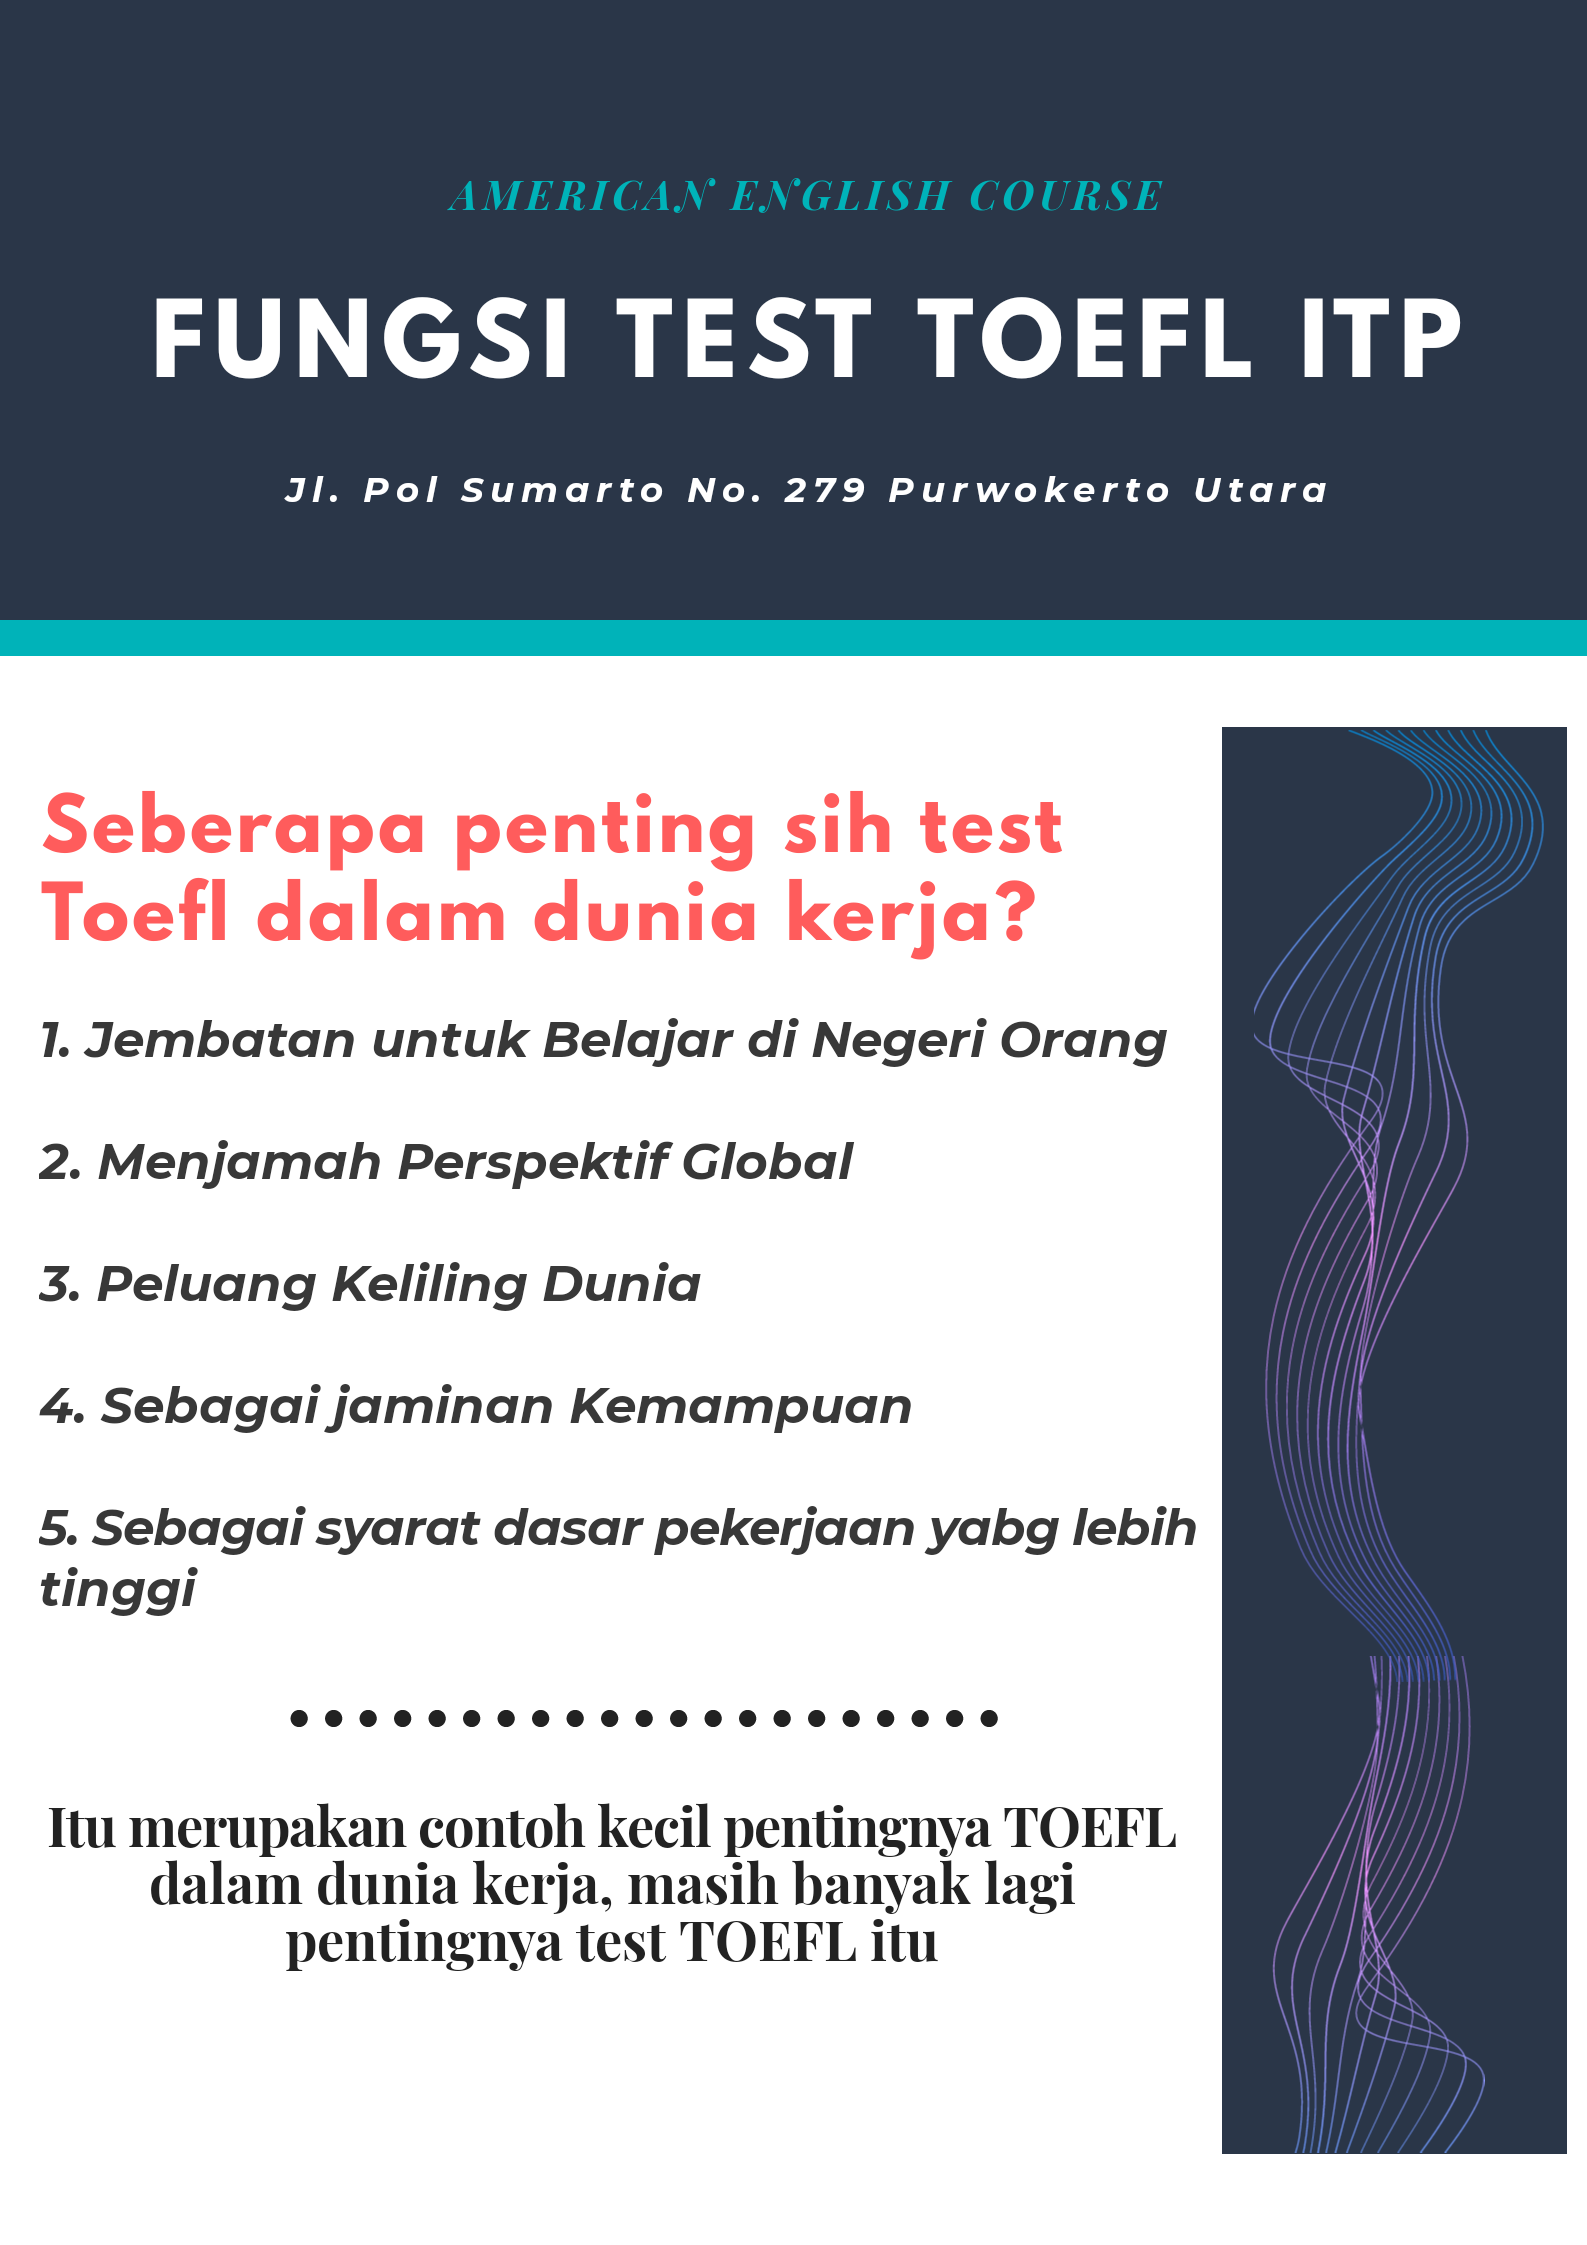 AMERICAN ENGLISH COURSE
FUNGSI TEST TOEFL ITP
Jl. Pol Sumarto No. 279 Purwokerto Utara
Seberapa penting sih test
Toefl dalam dunia kerja?
1. Jembatan untuk Belajar di Negeri Orang
2. Menjamah Perspektif Global
3. Peluang Keliling Dunia
4. Sebagai jaminan Kemampuan
5. Sebagai syarat dasar pekerjaan yabg lebih
tinggi
Itu merupakan contoh kecil pentingnya TOEFL
dalam dunia kerja, masih banyak lagi
pentingnya test TOEFL itu